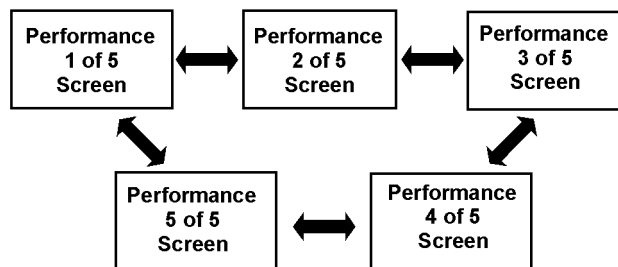 Performance
1 of 5
Screen
Performance
2 of 5
Screen
Performance
3 of 5
Screen
Performance
5 of 5
Screen
Performance
4 of 5
Screen